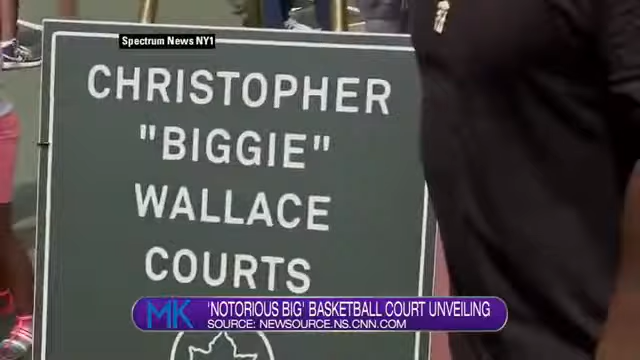 Spectrum News NY1
CHRISTOPHER
"BIGGIE"
WALLACE
COURTS
MK
'NOTORIOUS BIG' BASKETBALL COURT UNVEILING
SOURCE: NEWSOURCE.NS.CNN.COM